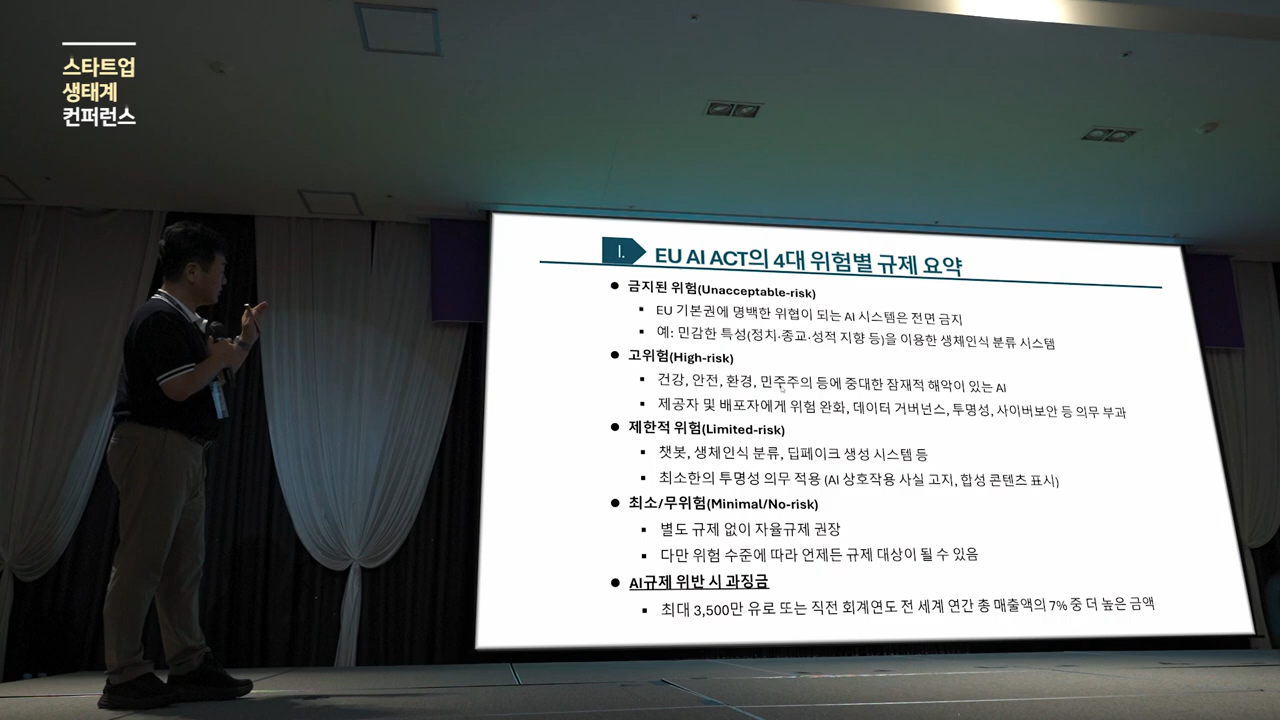 스타트업
생태계
컨퍼런스
I.
EU AI ACT의 4대 위험별 규제 요약
● 금지된 위험(Unacceptable-risk)
▪ EU 기본권에 명백한 위협이 되는 AI 시스템은 전면 금지
▪ 예: 민감한 특성(정치·종교·성적 지향 등)을 이용한 생체인식 분류 시스템
● 고위험(High-risk)
▪ 건강, 안전, 환경, 민주주의 등에 중대한 잠재적 해악이 있는 AI
▪ 제공자 및 배포자에게 위험 완화, 데이터 거버넌스, 투명성, 사이버보안 등 의무 부과
● 제한적 위험(Limited-risk)
▪ 챗봇, 생체인식 분류, 딥페이크 생성 시스템 등
▪ 최소한의 투명성 의무 적용 (AI 상호작용 사실 고지, 합성 콘텐츠 표시)
● 최소/무위험(Minimal/No-risk)
▪ 별도 규제 없이 자율규제 권장
▪ 다만 위험 수준에 따라 언제든 규제 대상이 될 수 있음
● AI규제 위반 시 과징금
▪ 최대 3,500만 유로 또는 직전 회계연도 전 세계 연간 총 매출액의 7% 중 더 높은 금액